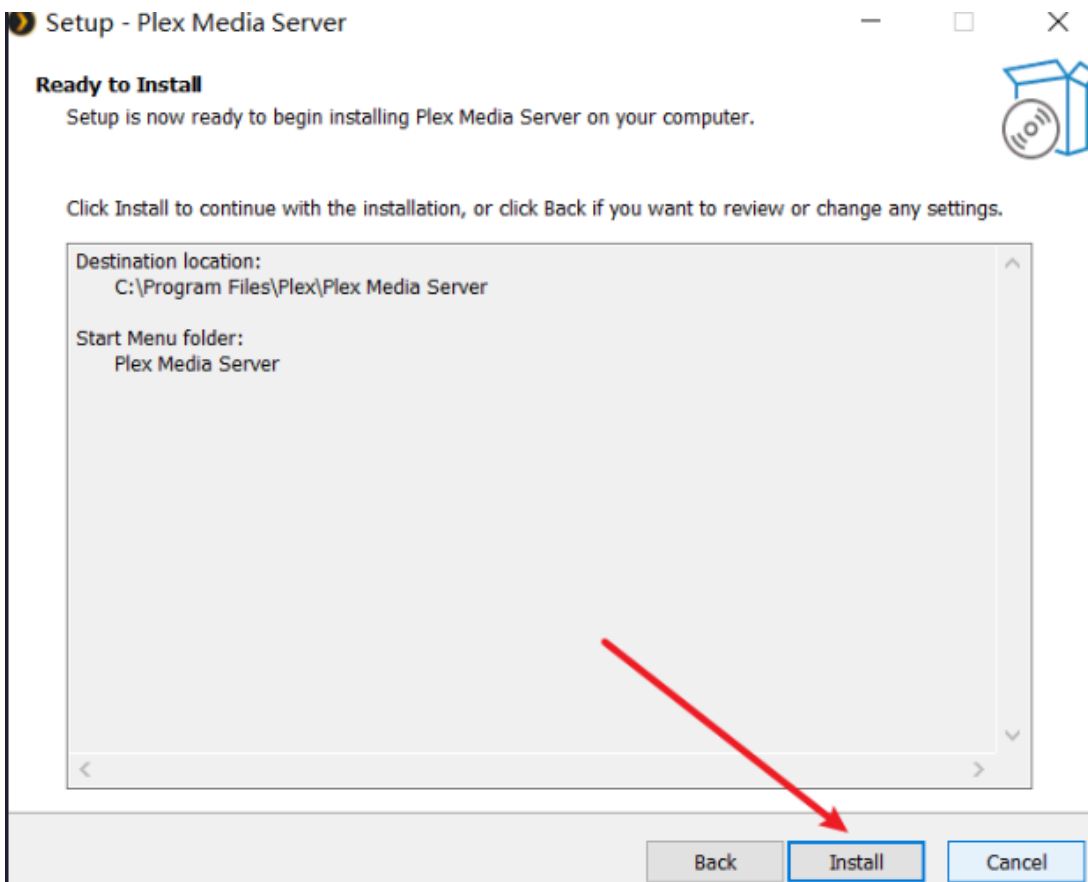 Setup - Plex Media Server
Ready to Install
Setup is now ready to begin installing Plex Media Server on your computer.
Click Install to continue with the installation, or click Back if you want to review or change any settings.
Destination location:
C:\Program Files\Plex\Plex Media Server
Start Menu folder:
Plex Media Server
Back
Install
Cancel